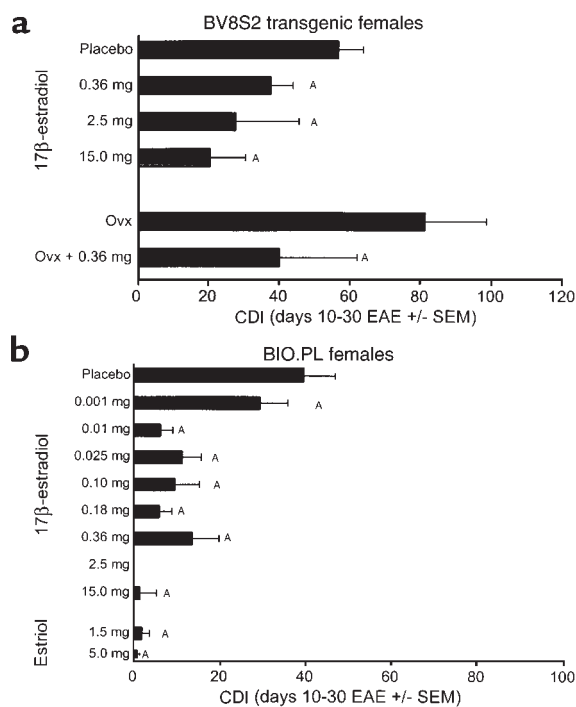 a
BV8S2 transgenic females
17β-estradiol
Placebo
0.36 mg A
2.5 mg A
15.0 mg A
Ovx
Ovx + 0.36 mg A
0 20 40 60 80 100 120
CDI (days 10-30 EAE +/- SEM)
b
BIO.PL females
17β-estradiol
Placebo
0.001 mg A
0.01 mg A
0.025 mg A
0.10 mg A
0.18 mg A
0.36 mg A
2.5 mg
15.0 mg A
Estriol
1.5 mg A
5.0 mg A
0 20 40 60 80 100
CDI (days 10-30 EAE +/- SEM)